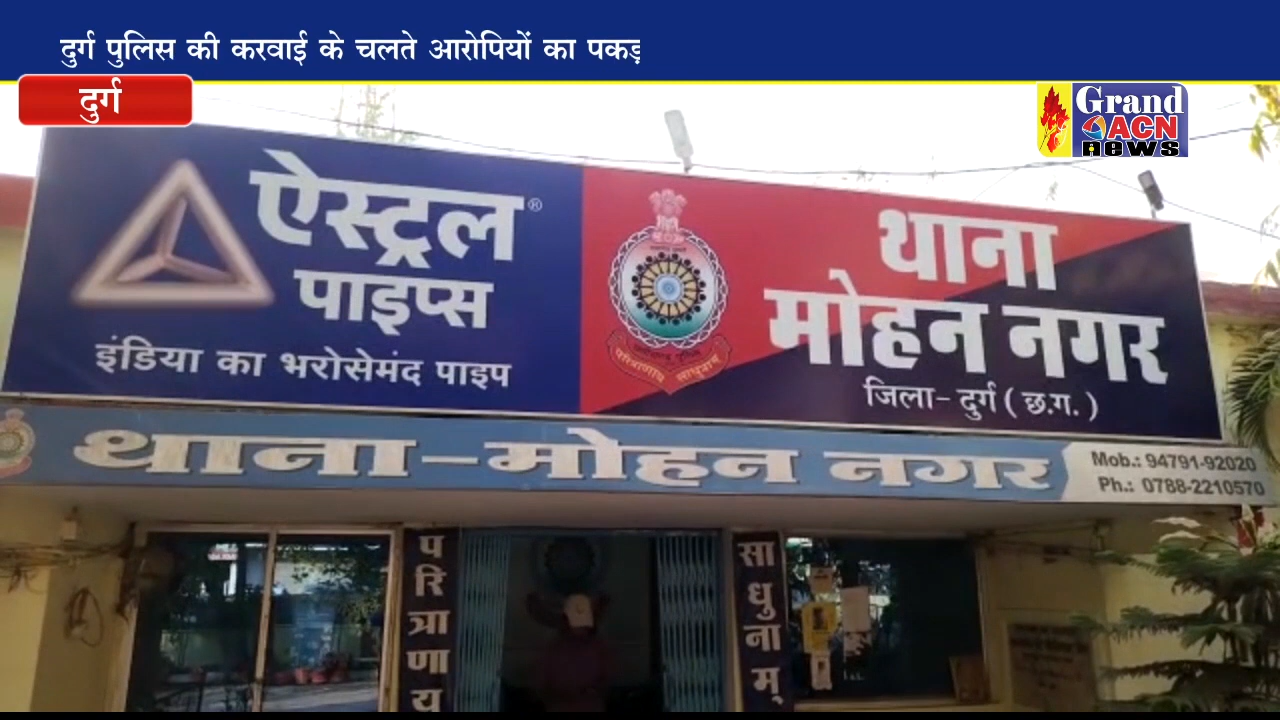 दुर्ग पुलिस की करवाई के चलते आरोपियों का पकड़
दुर्ग
Grand
ACN
news
ऐस्ट्रल®
पाइप्स
इंडिया का भरोसेमंद पाइप
थाना
मोहन नगर
जिला- दुर्ग ( छ.ग. )
थाना-मोहन नगर
Mob.: 94791-92020
Ph.: 0788-2210570
परित्राणाय
साधुनाम्